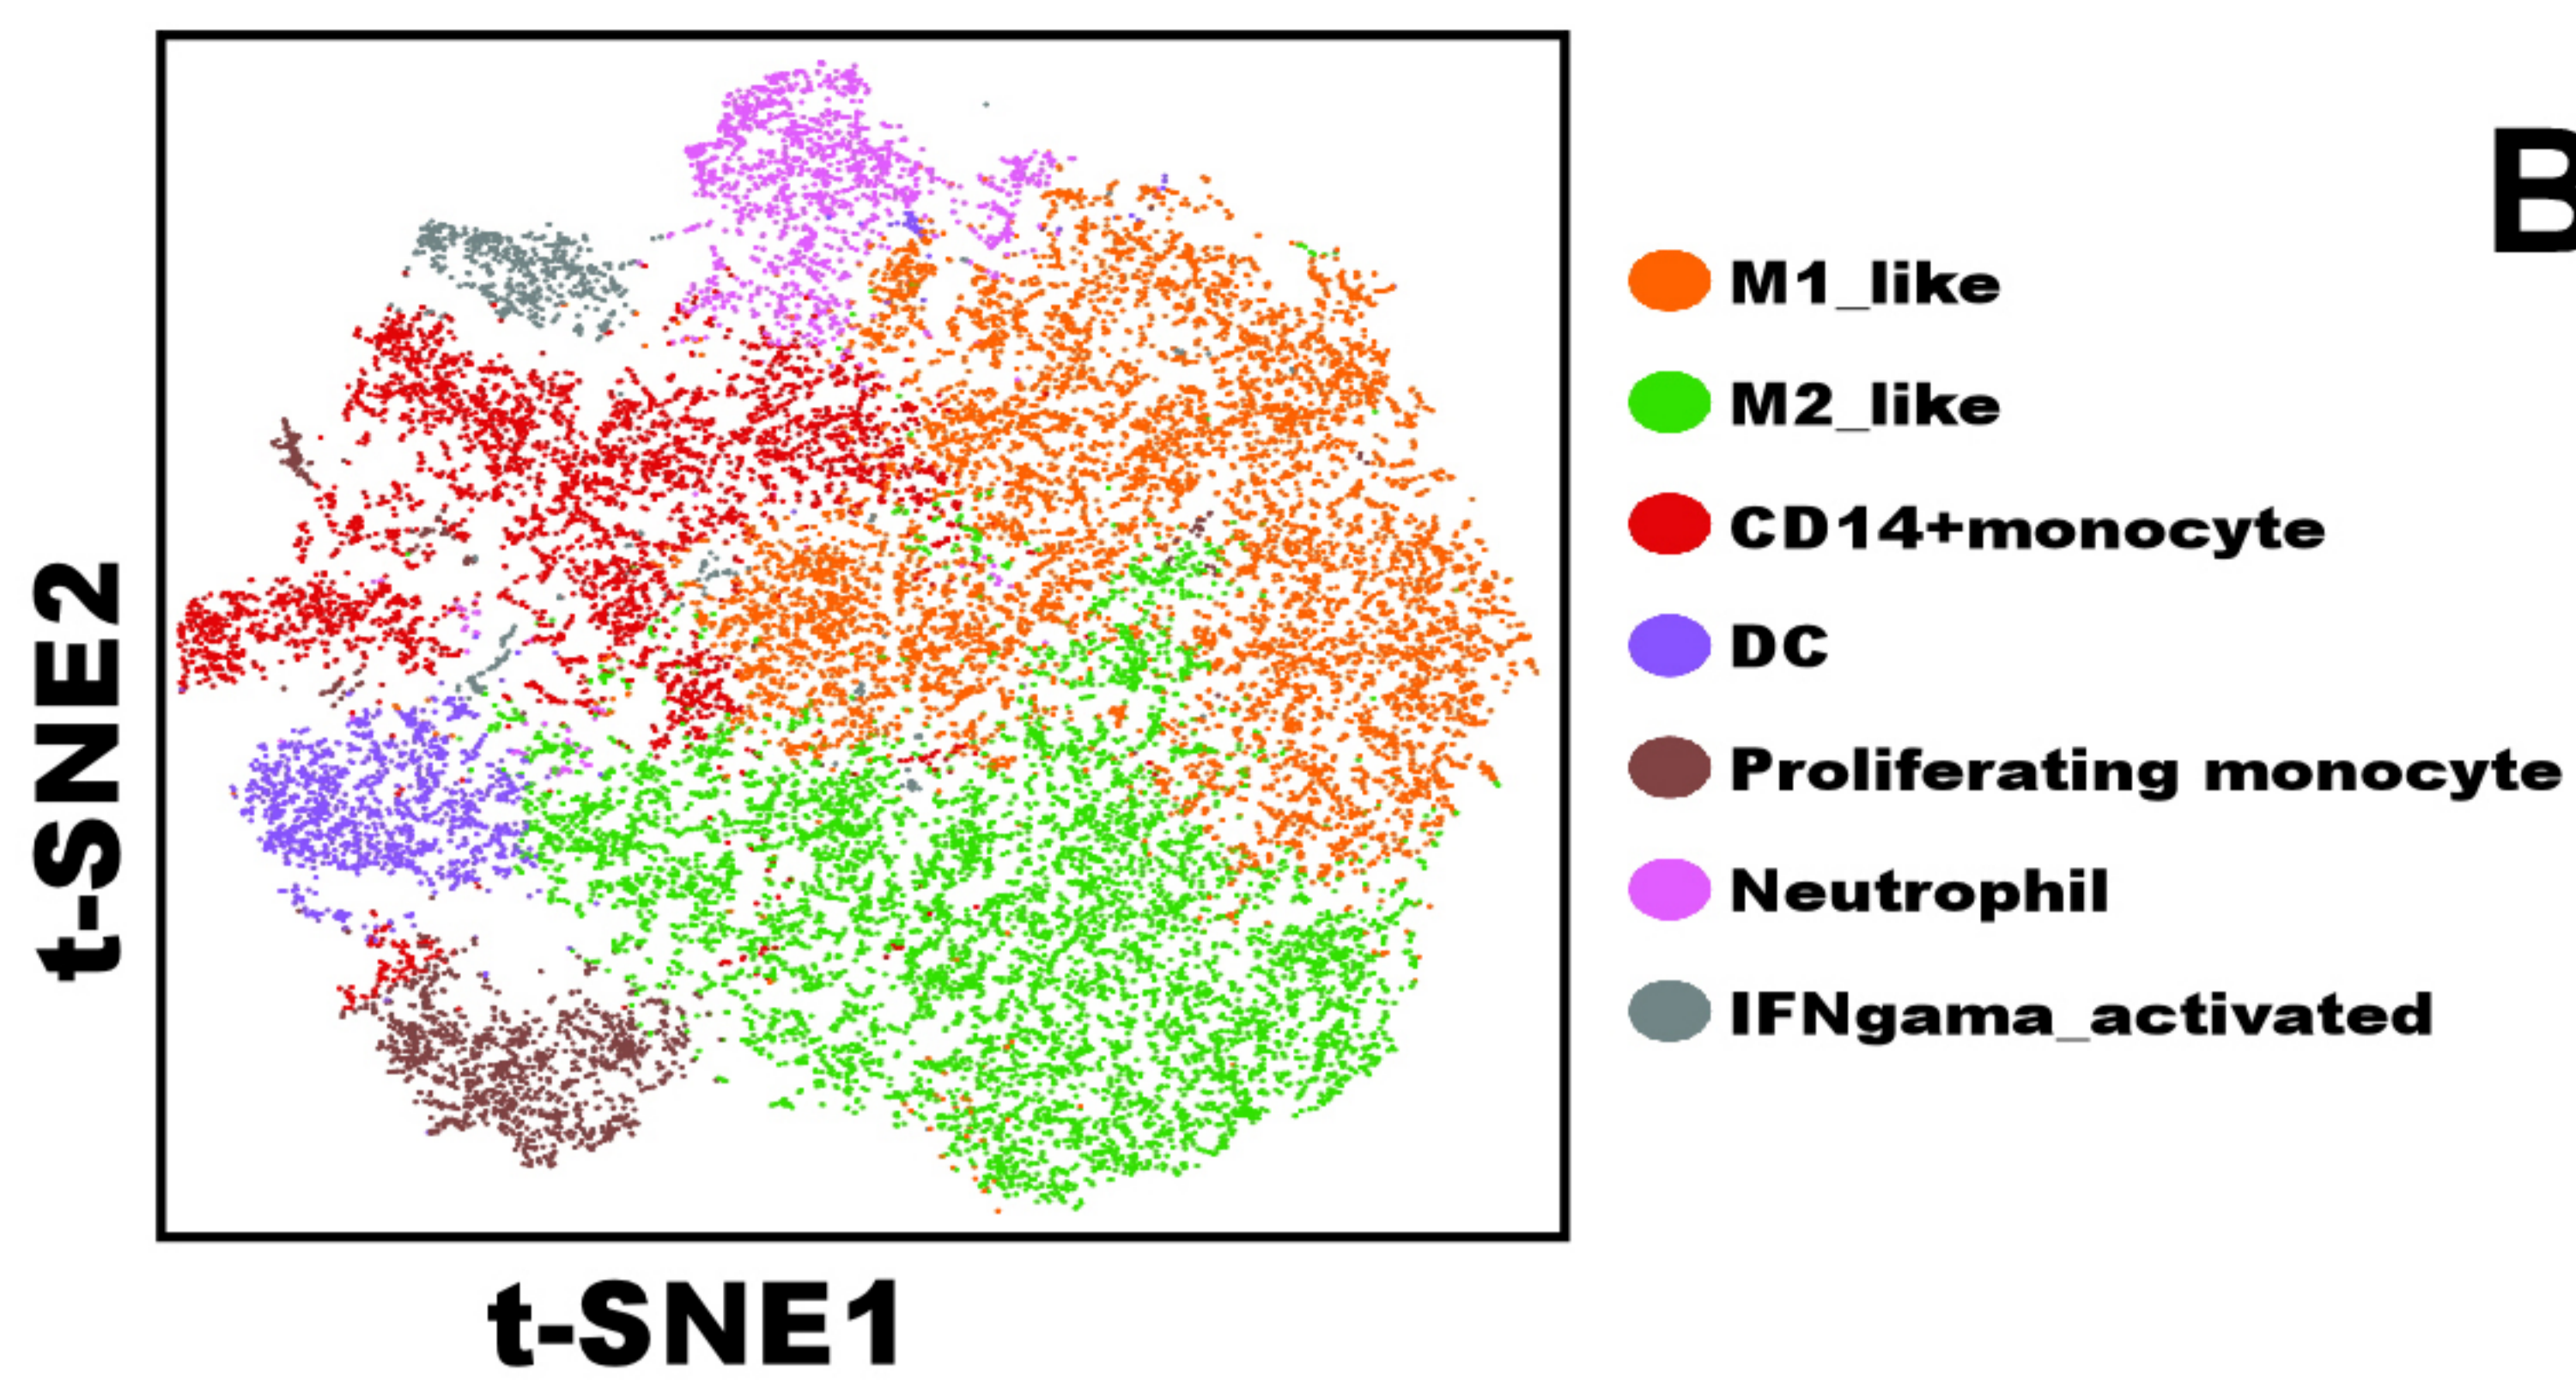 B
M1_like
M2_like
CD14+monocyte
DC
Proliferating monocyte
Neutrophil
IFNgama_activated
t-SNE2
t-SNE1